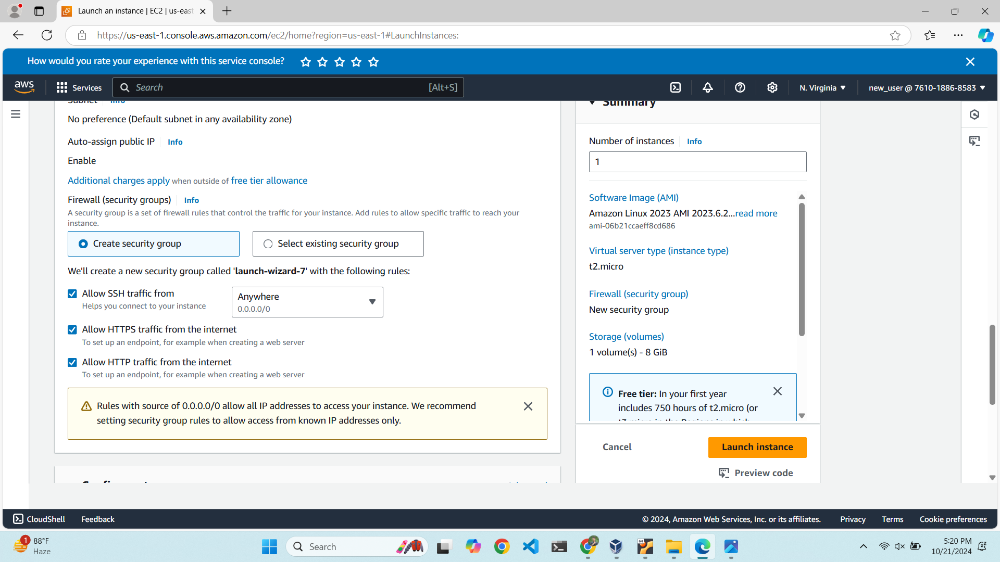 Launch an instance | EC2 | us-east
https://us-east-1.console.aws.amazon.com/ec2/home?region=us-east-1#LaunchInstances:
How would you rate your experience with this service console?
aws
Services
Search
[Alt+S]
N. Virginia
new_user @ 7610-1886-8583
Subnet
Info
No preference (Default subnet in any availability zone)
Auto-assign public IP
Info
Enable
Additional charges apply when outside of free tier allowance
Firewall (security groups)
Info
A security group is a set of firewall rules that control the traffic for your instance. Add rules to allow specific traffic to reach your
instance.
Create security group
Select existing security group
We'll create a new security group called 'launch-wizard-7' with the following rules:
Allow SSH traffic from
Helps you connect to your instance
Anywhere
0.0.0.0/0
Allow HTTPS traffic from the internet
To set up an endpoint, for example when creating a web server
Allow HTTP traffic from the internet
To set up an endpoint, for example when creating a web server
Rules with source of 0.0.0.0/0 allow all IP addresses to access your instance. We recommend
setting security group rules to allow access from known IP addresses only.
Summary
Number of instances
Info
1
Software Image (AMI)
Amazon Linux 2023 AMI 2023.6.2...read more
ami-06b21ccaeff8cd686
Virtual server type (instance type)
t2.micro
Firewall (security group)
New security group
Storage (volumes)
1 volume(s) - 8 GiB
Free tier: In your first year
includes 750 hours of t2.micro (or
t3.micro in the Regions in which
Cancel
Launch instance
Preview code
CloudShell
Feedback
© 2024, Amazon Web Services, Inc. or its affiliates.
Privacy
Terms
Cookie preferences
1
88°F
Haze
Search
64
5:20 PM
10/21/2024